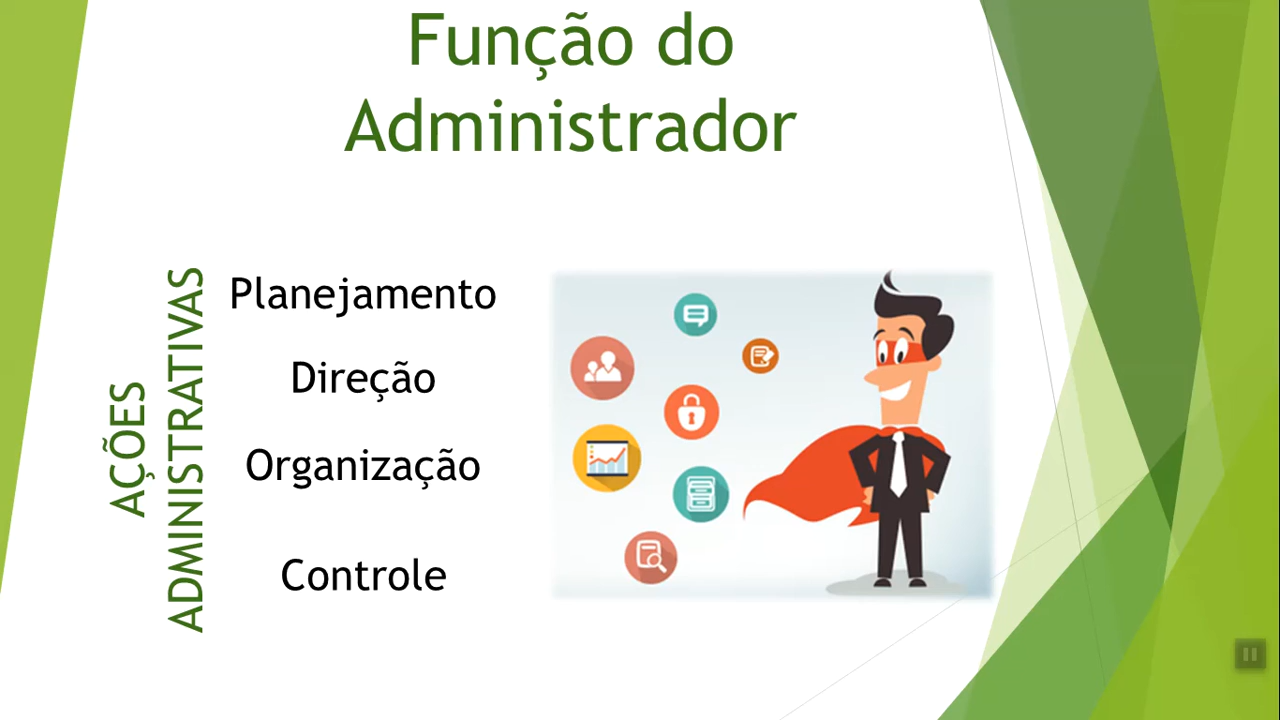 Função do
Administrador
AÇÕES
ADMINISTRATIVAS
Planejamento
Direção
Organização
Controle